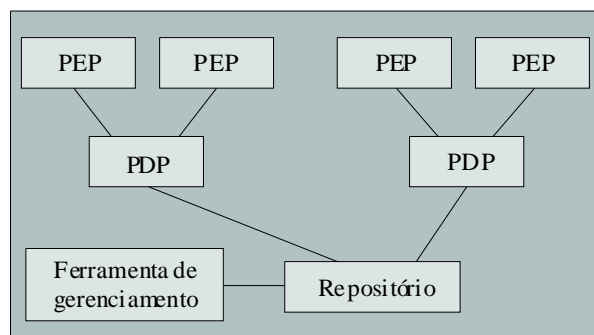 PEP
PEP
PEP
PEP
PDP
PDP
Ferramenta de
gerenciamento
Repositório